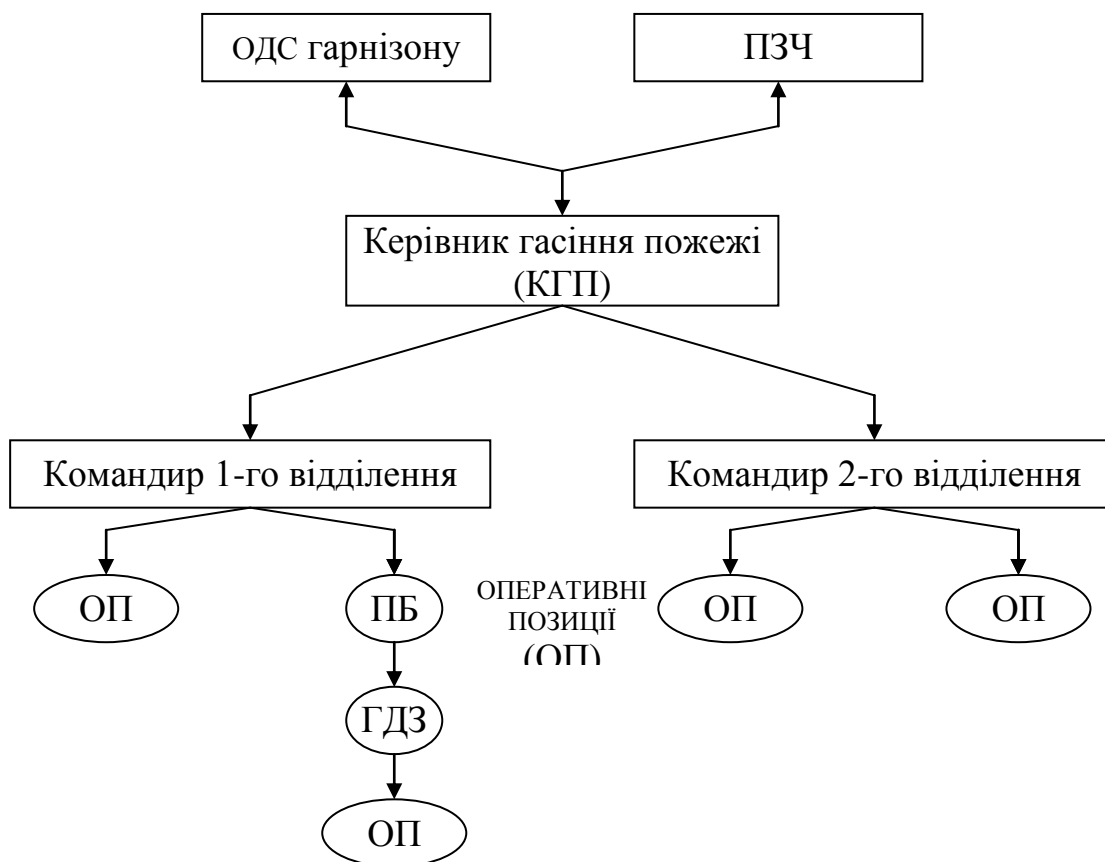 ОДС гарнізону
ПЗЧ
Керівник гасіння пожежі
(КГП)
Командир 1-го відділення
Командир 2-го відділення
ОП
ПБ
ОПЕРАТИВНІ
ПОЗИЦІЇ
(ОП)
ОП
ОП
ГДЗ
ОП